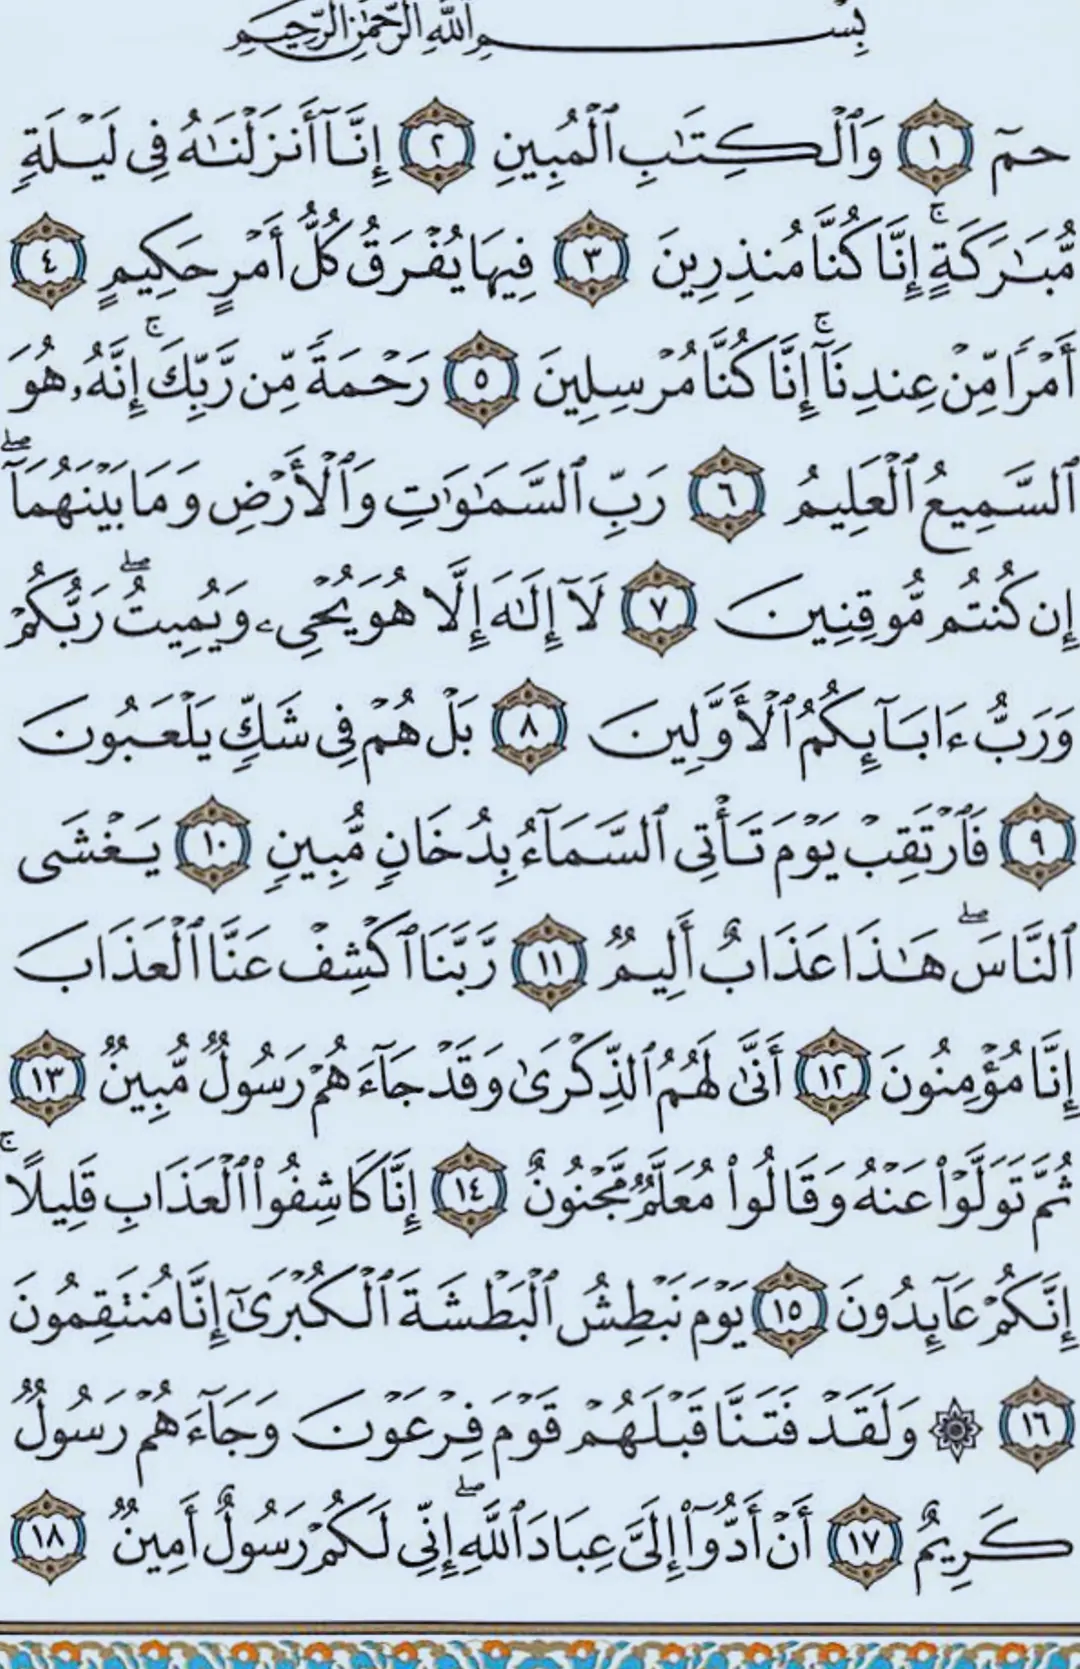 بِسْمِ ٱللَّهِ ٱلرَّحْمَٰنِ ٱلرَّحِيمِ
حمٓ ١ وَٱلْكِتَٰبِ ٱلْمُبِينِ ٢ إِنَّآ أَنزَلْنَٰهُ فِى لَيْلَةٍ
مُّبَٰرَكَةٍ ۚ إِنَّا كُنَّا مُنذِرِينَ ٣ فِيهَا يُفْرَقُ كُلُّ أَمْرٍ حَكِيمٍ ٤
أَمْرًا مِّنْ عِندِنَآ ۚ إِنَّا كُنَّا مُرْسِلِينَ ٥ رَحْمَةً مِّن رَّبِّكَ ۚ إِنَّهُۥ هُوَ
ٱلسَّمِيعُ ٱلْعَلِيمُ ٦ رَبِّ ٱلسَّمَٰوَٰتِ وَٱلْأَرْضِ وَمَا بَيْنَهُمَآ ۖ
إِن كُنتُم مُّوقِنِينَ ٧ لَآ إِلَٰهَ إِلَّا هُوَ يُحْىِۦ وَيُمِيتُ ۖ رَبُّكُمْ
وَرَبُّ ءَابَآئِكُمُ ٱلْأَوَّلِينَ ٨ بَلْ هُمْ فِى شَكٍّ يَلْعَبُونَ
٩ فَٱرْتَقِبْ يَوْمَ تَأْتِى ٱلسَّمَآءُ بِدُخَانٍ مُّبِينٍ ١٠ يَغْشَى
ٱلنَّاسَ ۖ هَٰذَا عَذَابٌ أَلِيمٌ ١١ رَّبَّنَا ٱكْشِفْ عَنَّا ٱلْعَذَابَ
إِنَّا مُؤْمِنُونَ ١٢ أَنَّىٰ لَهُمُ ٱلذِّكْرَىٰ وَقَدْ جَآءَهُمْ رَسُولٌ مُّبِينٌ ١٣
ثُمَّ تَوَلَّوْا۟ عَنْهُ وَقَالُوا۟ مُعَلَّمٌ مَّجْنُونٌ ١٤ إِنَّا كَاشِفُوا۟ ٱلْعَذَابِ قَلِيلًا ۚ
إِنَّكُمْ عَآئِدُونَ ١٥ يَوْمَ نَبْطِشُ ٱلْبَطْشَةَ ٱلْكُبْرَىٰٓ إِنَّا مُنتَقِمُونَ
١٦ ۞ وَلَقَدْ فَتَنَّا قَبْلَهُمْ قَوْمَ فِرْعَوْنَ وَجَآءَهُمْ رَسُولٌ
كَرِيمٌ ١٧ أَنْ أَدُّوٓا۟ إِلَىَّ عِبَادَ ٱللَّهِ ۖ إِنِّى لَكُمْ رَسُولٌ أَمِينٌ ١٨